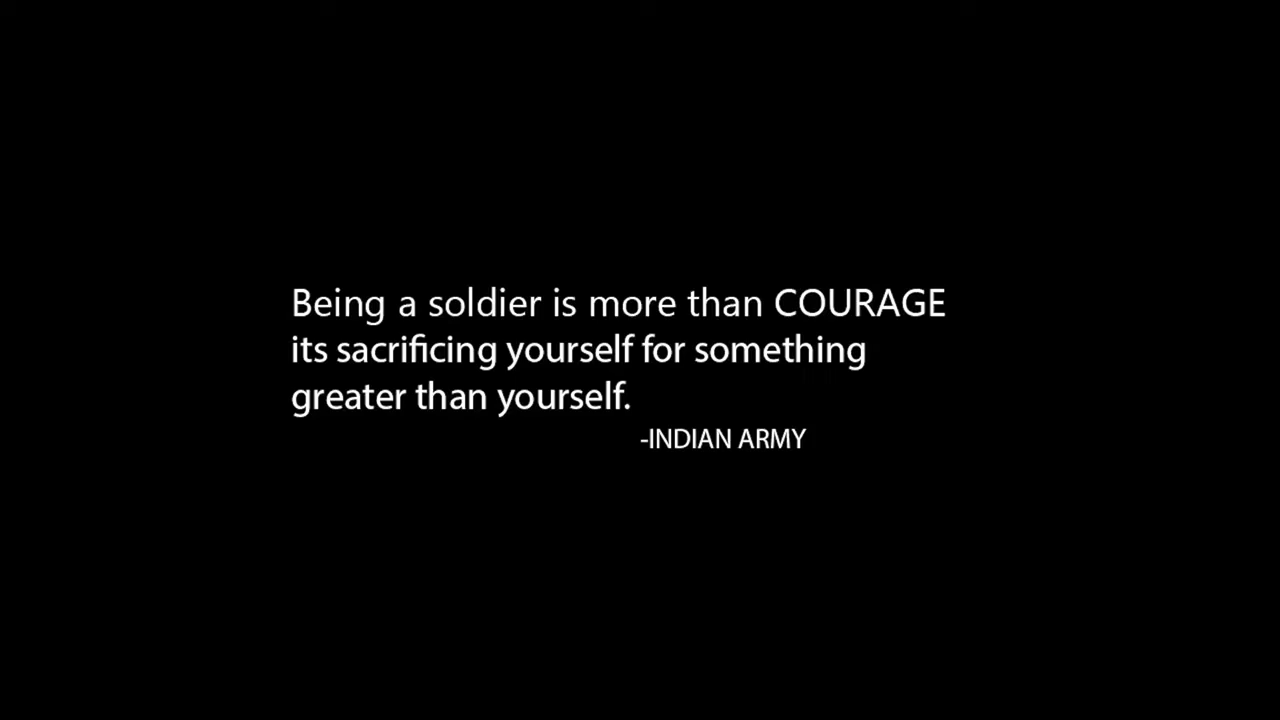 Being a soldier is more than COURAGE
its sacrificing yourself for something
greater than yourself.
-INDIAN ARMY